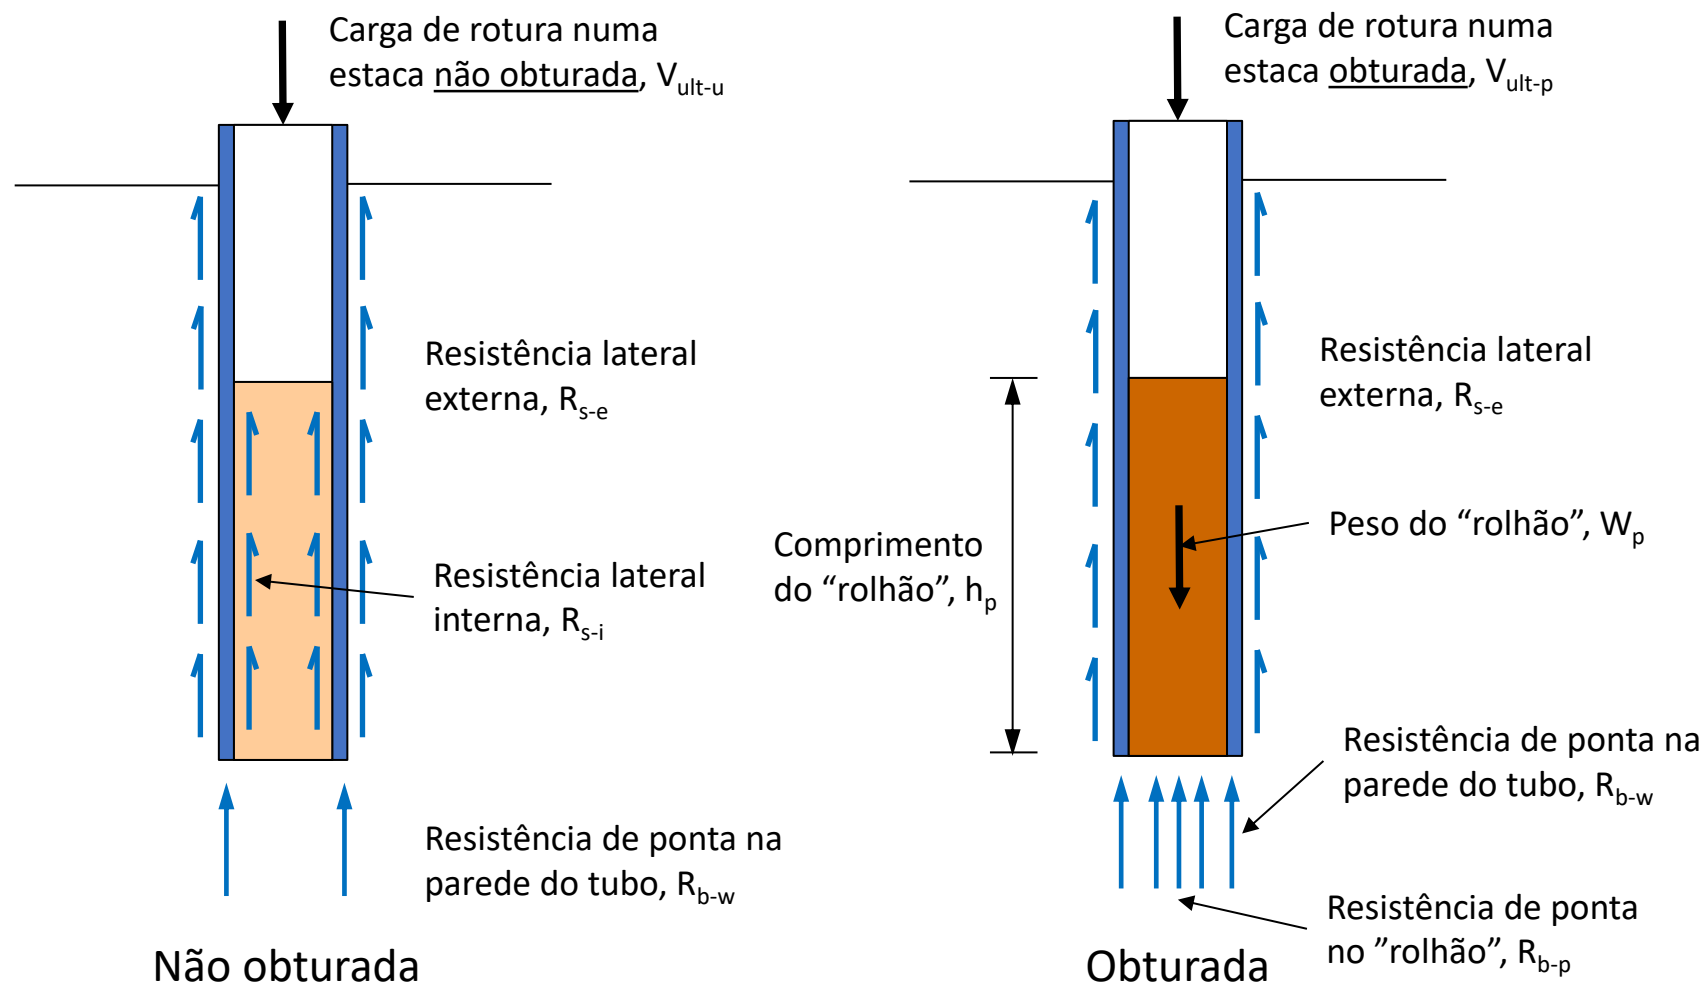 Carga de rotura numa
estaca não obturada, Vult-u
Resistência lateral
externa, Rs-e
Resistência lateral
interna, Rs-i
Resistência de ponta na
parede do tubo, Rb-w
Não obturada
Carga de rotura numa
estaca obturada, Vult-p
Resistência lateral
externa, Rs-e
Peso do “rolhão”, Wp
Comprimento
do “rolhão”, hp
Resistência de ponta na
parede do tubo, Rb-w
Resistência de ponta
no ”rolhão”, Rb-p
Obturada